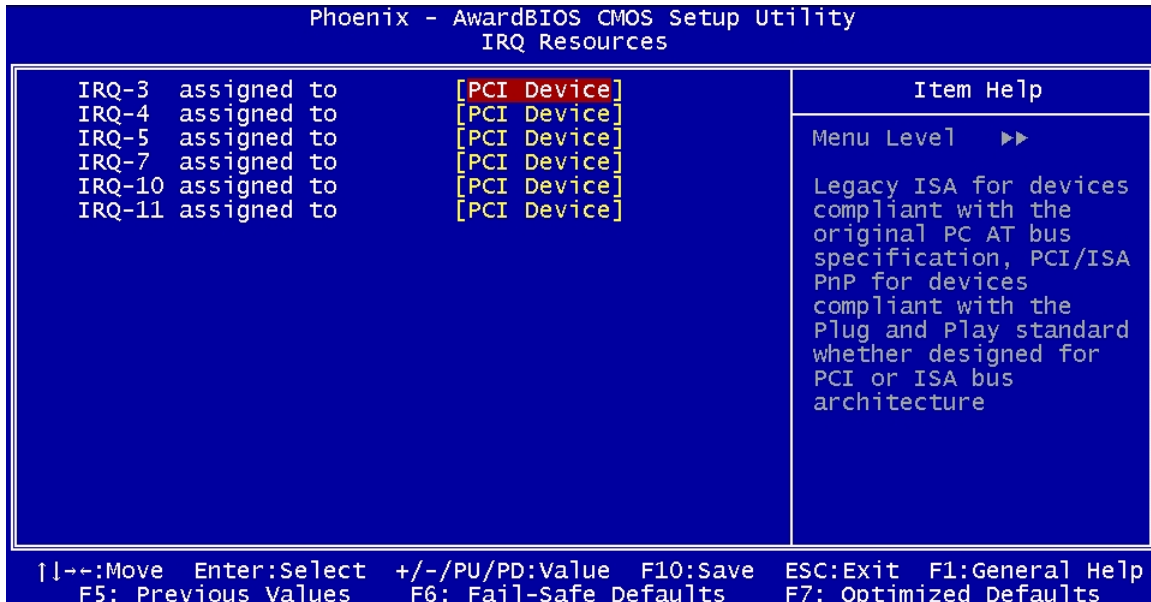 Phoenix - AwardBIOS CMOS Setup Utility
IRQ Resources
IRQ-3 assigned to [PCI Device]
IRQ-4 assigned to [PCI Device]
IRQ-5 assigned to [PCI Device]
IRQ-7 assigned to [PCI Device]
IRQ-10 assigned to [PCI Device]
IRQ-11 assigned to [PCI Device]
Item Help
Menu Level ►►
Legacy ISA for devices
compliant with the
original PC AT bus
specification, PCI/ISA
PnP for devices
compliant with the
Plug and Play standard
whether designed for
PCI or ISA bus
architecture
↑↓→←:Move Enter:Select +/-/PU/PD:Value F10:Save ESC:Exit F1:General Help
F5: Previous Values F6: Fail-Safe Defaults F7: Optimized Defaults